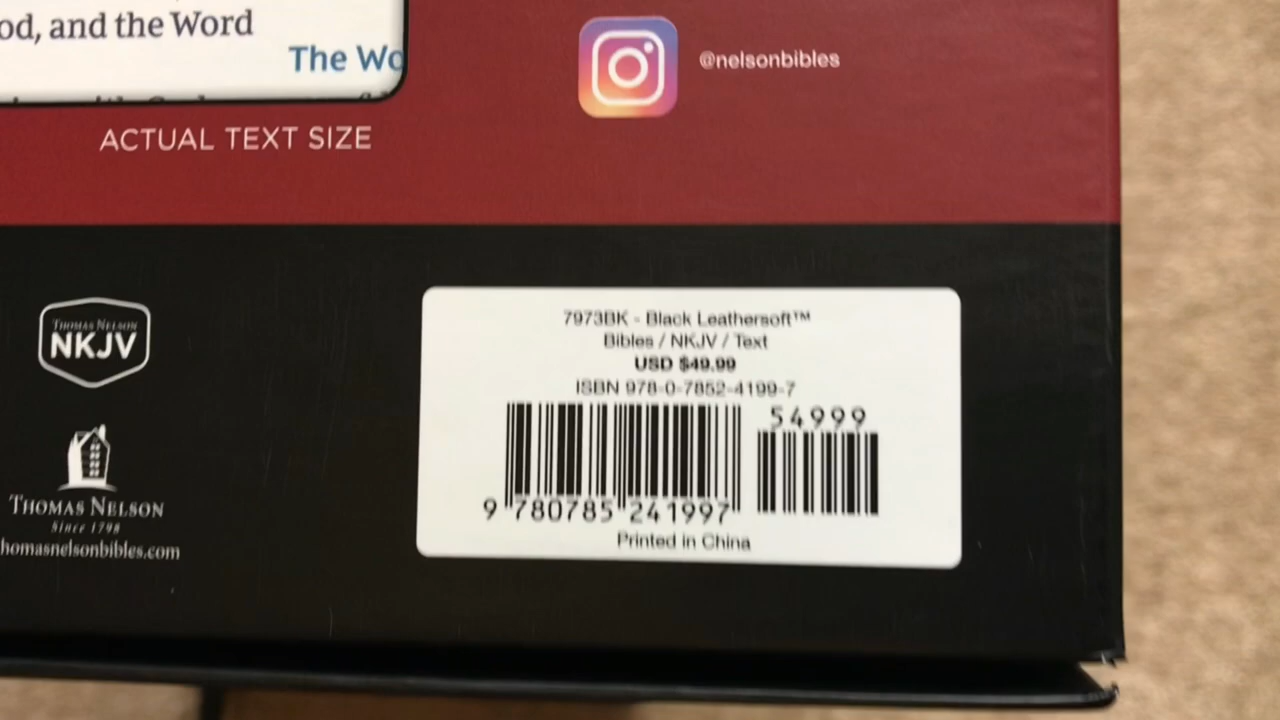 od, and the Word
The Wo
@nelsonbibles
ACTUAL TEXT SIZE
THOMAS NELSON
NKJV
THOMAS NELSON
Since 1798
homasnelsonbibles.com
7973BK - Black Leathersoft™
Bibles / NKJV / Text
USD $49.99
ISBN 978-0-7852-4199-7
54999
9 780785 241997
Printed in China